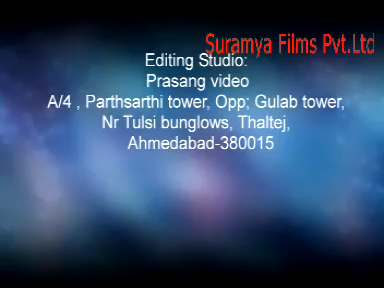 Suramya Films Pvt.Ltd
Editing Studio:
Prasang video
A/4 , Parthsarthi tower, Opp; Gulab tower,
Nr Tulsi bunglows, Thaltej,
Ahmedabad-380015